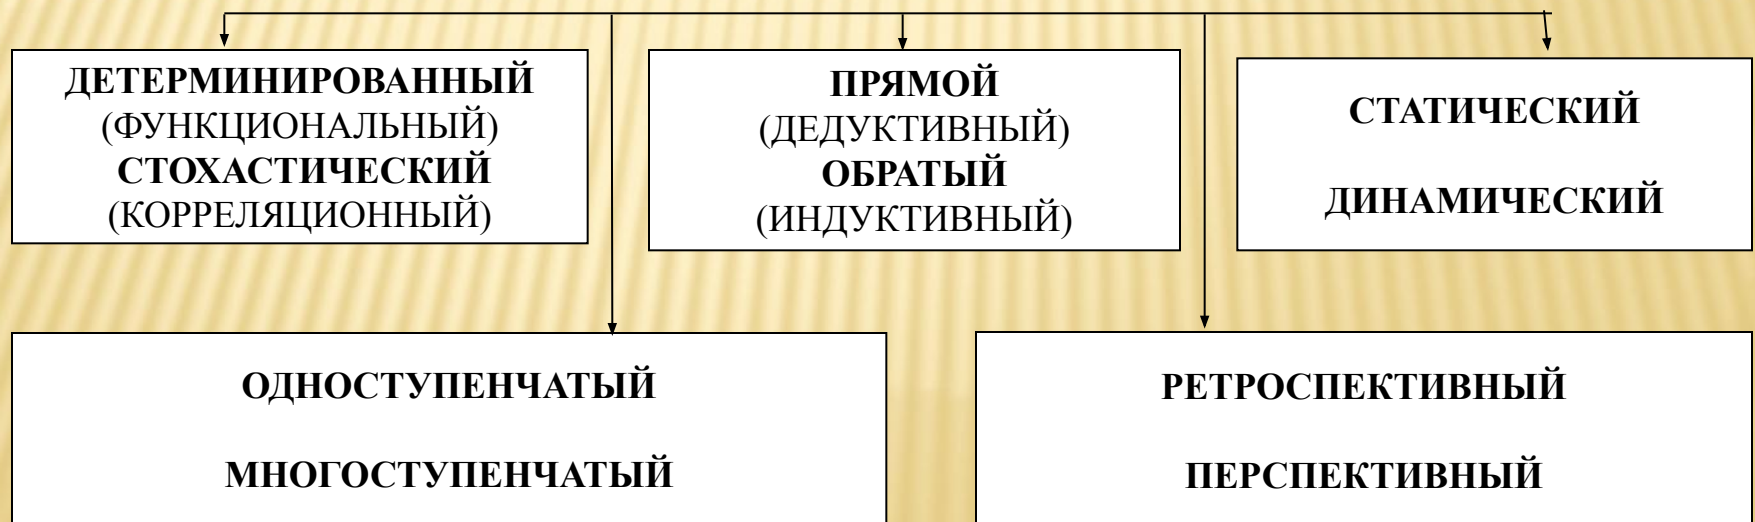 ДЕТЕРМИНИРОВАННЫЙ
(ФУНКЦИОНАЛЬНЫЙ)
СТОХАСТИЧЕСКИЙ
(КОРРЕЛЯЦИОННЫЙ)
ПРЯМОЙ
(ДЕДУКТИВНЫЙ)
ОБРАТЫЙ
(ИНДУКТИВНЫЙ)
СТАТИЧЕСКИЙ
ДИНАМИЧЕСКИЙ
ОДНОСТУПЕНЧАТЫЙ
МНОГОСТУПЕНЧАТЫЙ
РЕТРОСПЕКТИВНЫЙ
ПЕРСПЕКТИВНЫЙ